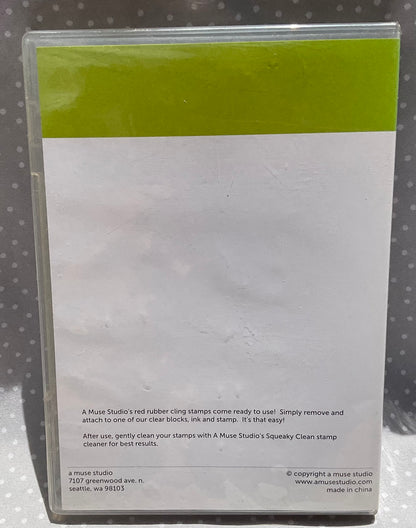 A Muse Studio's red rubber cling stamps come ready to use! Simply remove and
attach to one of our clear blocks, ink and stamp. It's that easy!
After use, gently clean your stamps with A Muse Studio's Squeaky Clean stamp
cleaner for best results.
a muse studio
7107 greenwood ave. n.
seattle, wa 98103
© copyright a muse studio
www.amusestudio.com
made in china